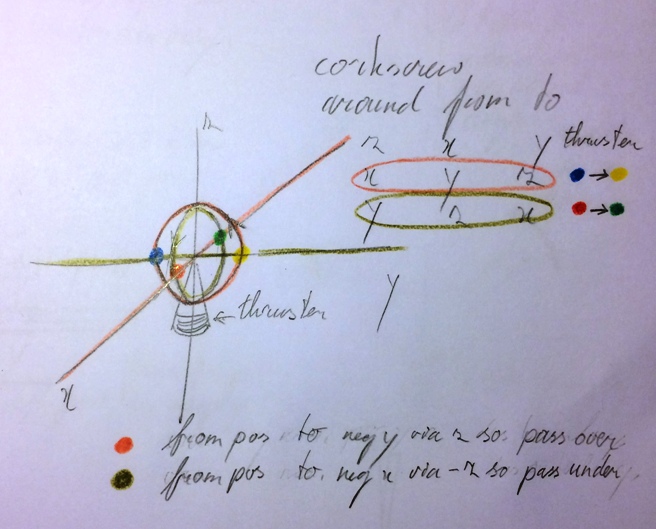 corkscrew
around from to
z
z x y thruster
x y z
y z x
y
← thruster
x
from pos to neg y via z so pass over
from pos to neg x via -z so pass under